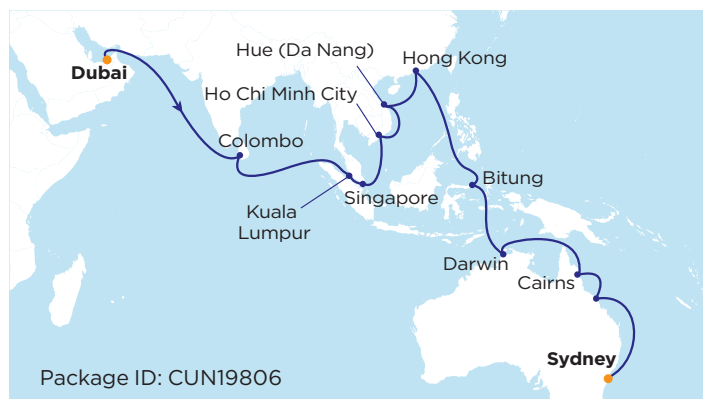 Dubai
Hue (Da Nang)
Hong Kong
Ho Chi Minh City
Colombo
Kuala
Lumpur
Singapore
Bitung
Darwin
Cairns
Sydney
Package ID: CUN19806